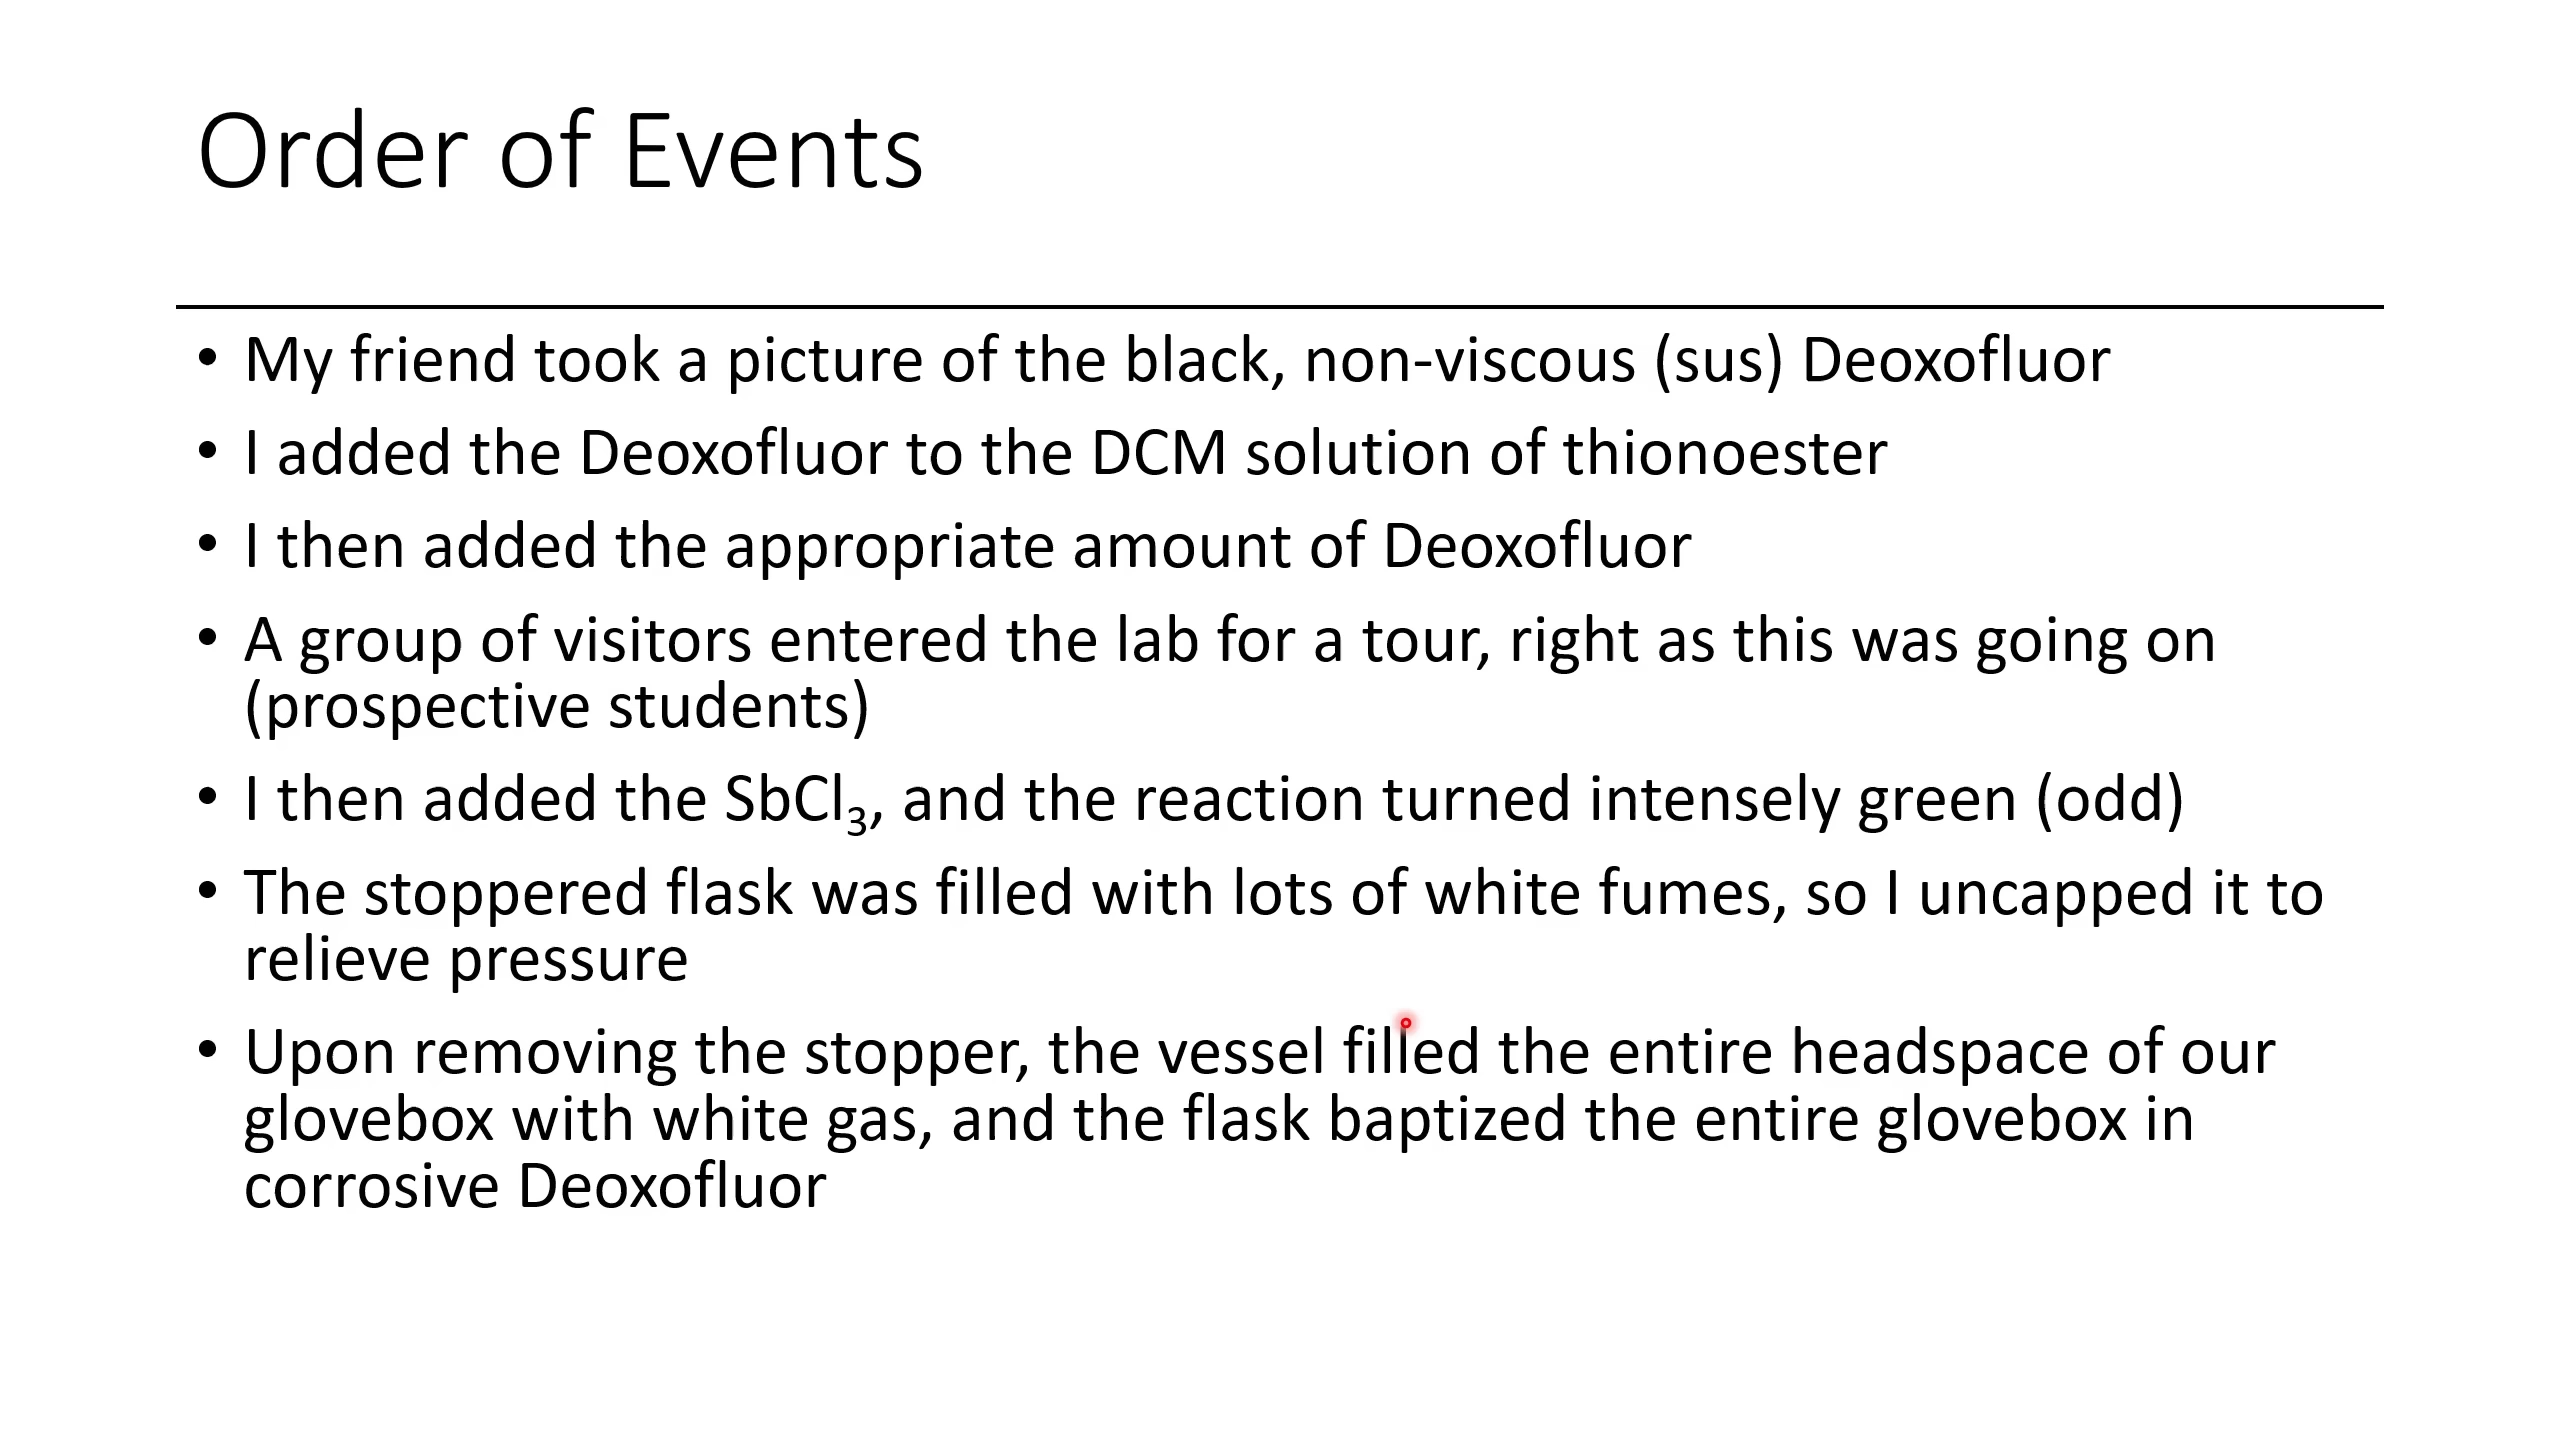 Order of Events
• My friend took a picture of the black, non-viscous (sus) Deoxofluor
• I added the Deoxofluor to the DCM solution of thionoester
• I then added the appropriate amount of Deoxofluor
• A group of visitors entered the lab for a tour, right as this was going on
(prospective students)
• I then added the SbCl₃, and the reaction turned intensely green (odd)
• The stoppered flask was filled with lots of white fumes, so I uncapped it to
relieve pressure
• Upon removing the stopper, the vessel filled the entire headspace of our
glovebox with white gas, and the flask baptized the entire glovebox in
corrosive Deoxofluor